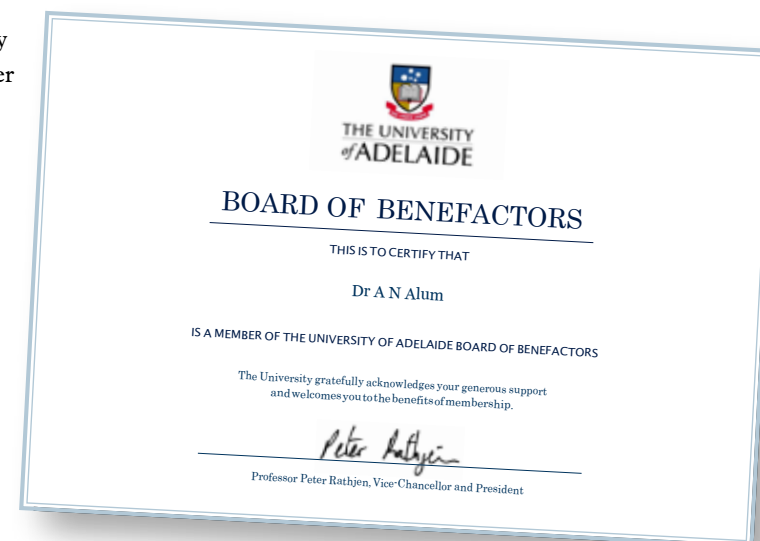 y
er
THE UNIVERSITY
of ADELAIDE
BOARD OF BENEFACTORS
THIS IS TO CERTIFY THAT
Dr A N Alum
IS A MEMBER OF THE UNIVERSITY OF ADELAIDE BOARD OF BENEFACTORS
The University gratefully acknowledges your generous support
and welcomes you to the benefits of membership.
Peter Rathjen
Professor Peter Rathjen, Vice-Chancellor and President